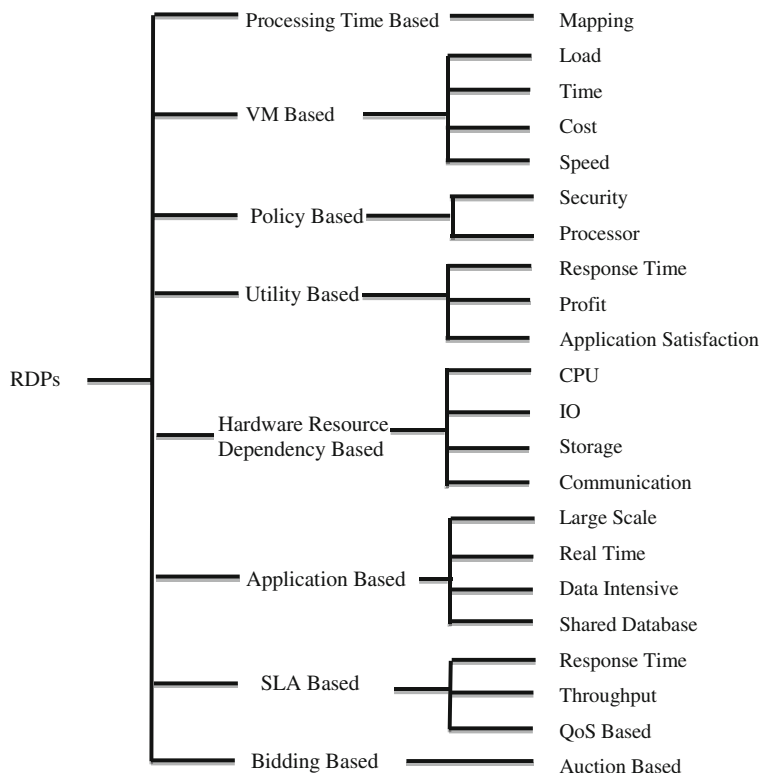 RDPs
Processing Time Based
Mapping
VM Based
Load
Time
Cost
Speed
Policy Based
Security
Processor
Utility Based
Response Time
Profit
Application Satisfaction
Hardware Resource
Dependency Based
CPU
IO
Storage
Communication
Application Based
Large Scale
Real Time
Data Intensive
Shared Database
SLA Based
Response Time
Throughput
QoS Based
Bidding Based
Auction Based